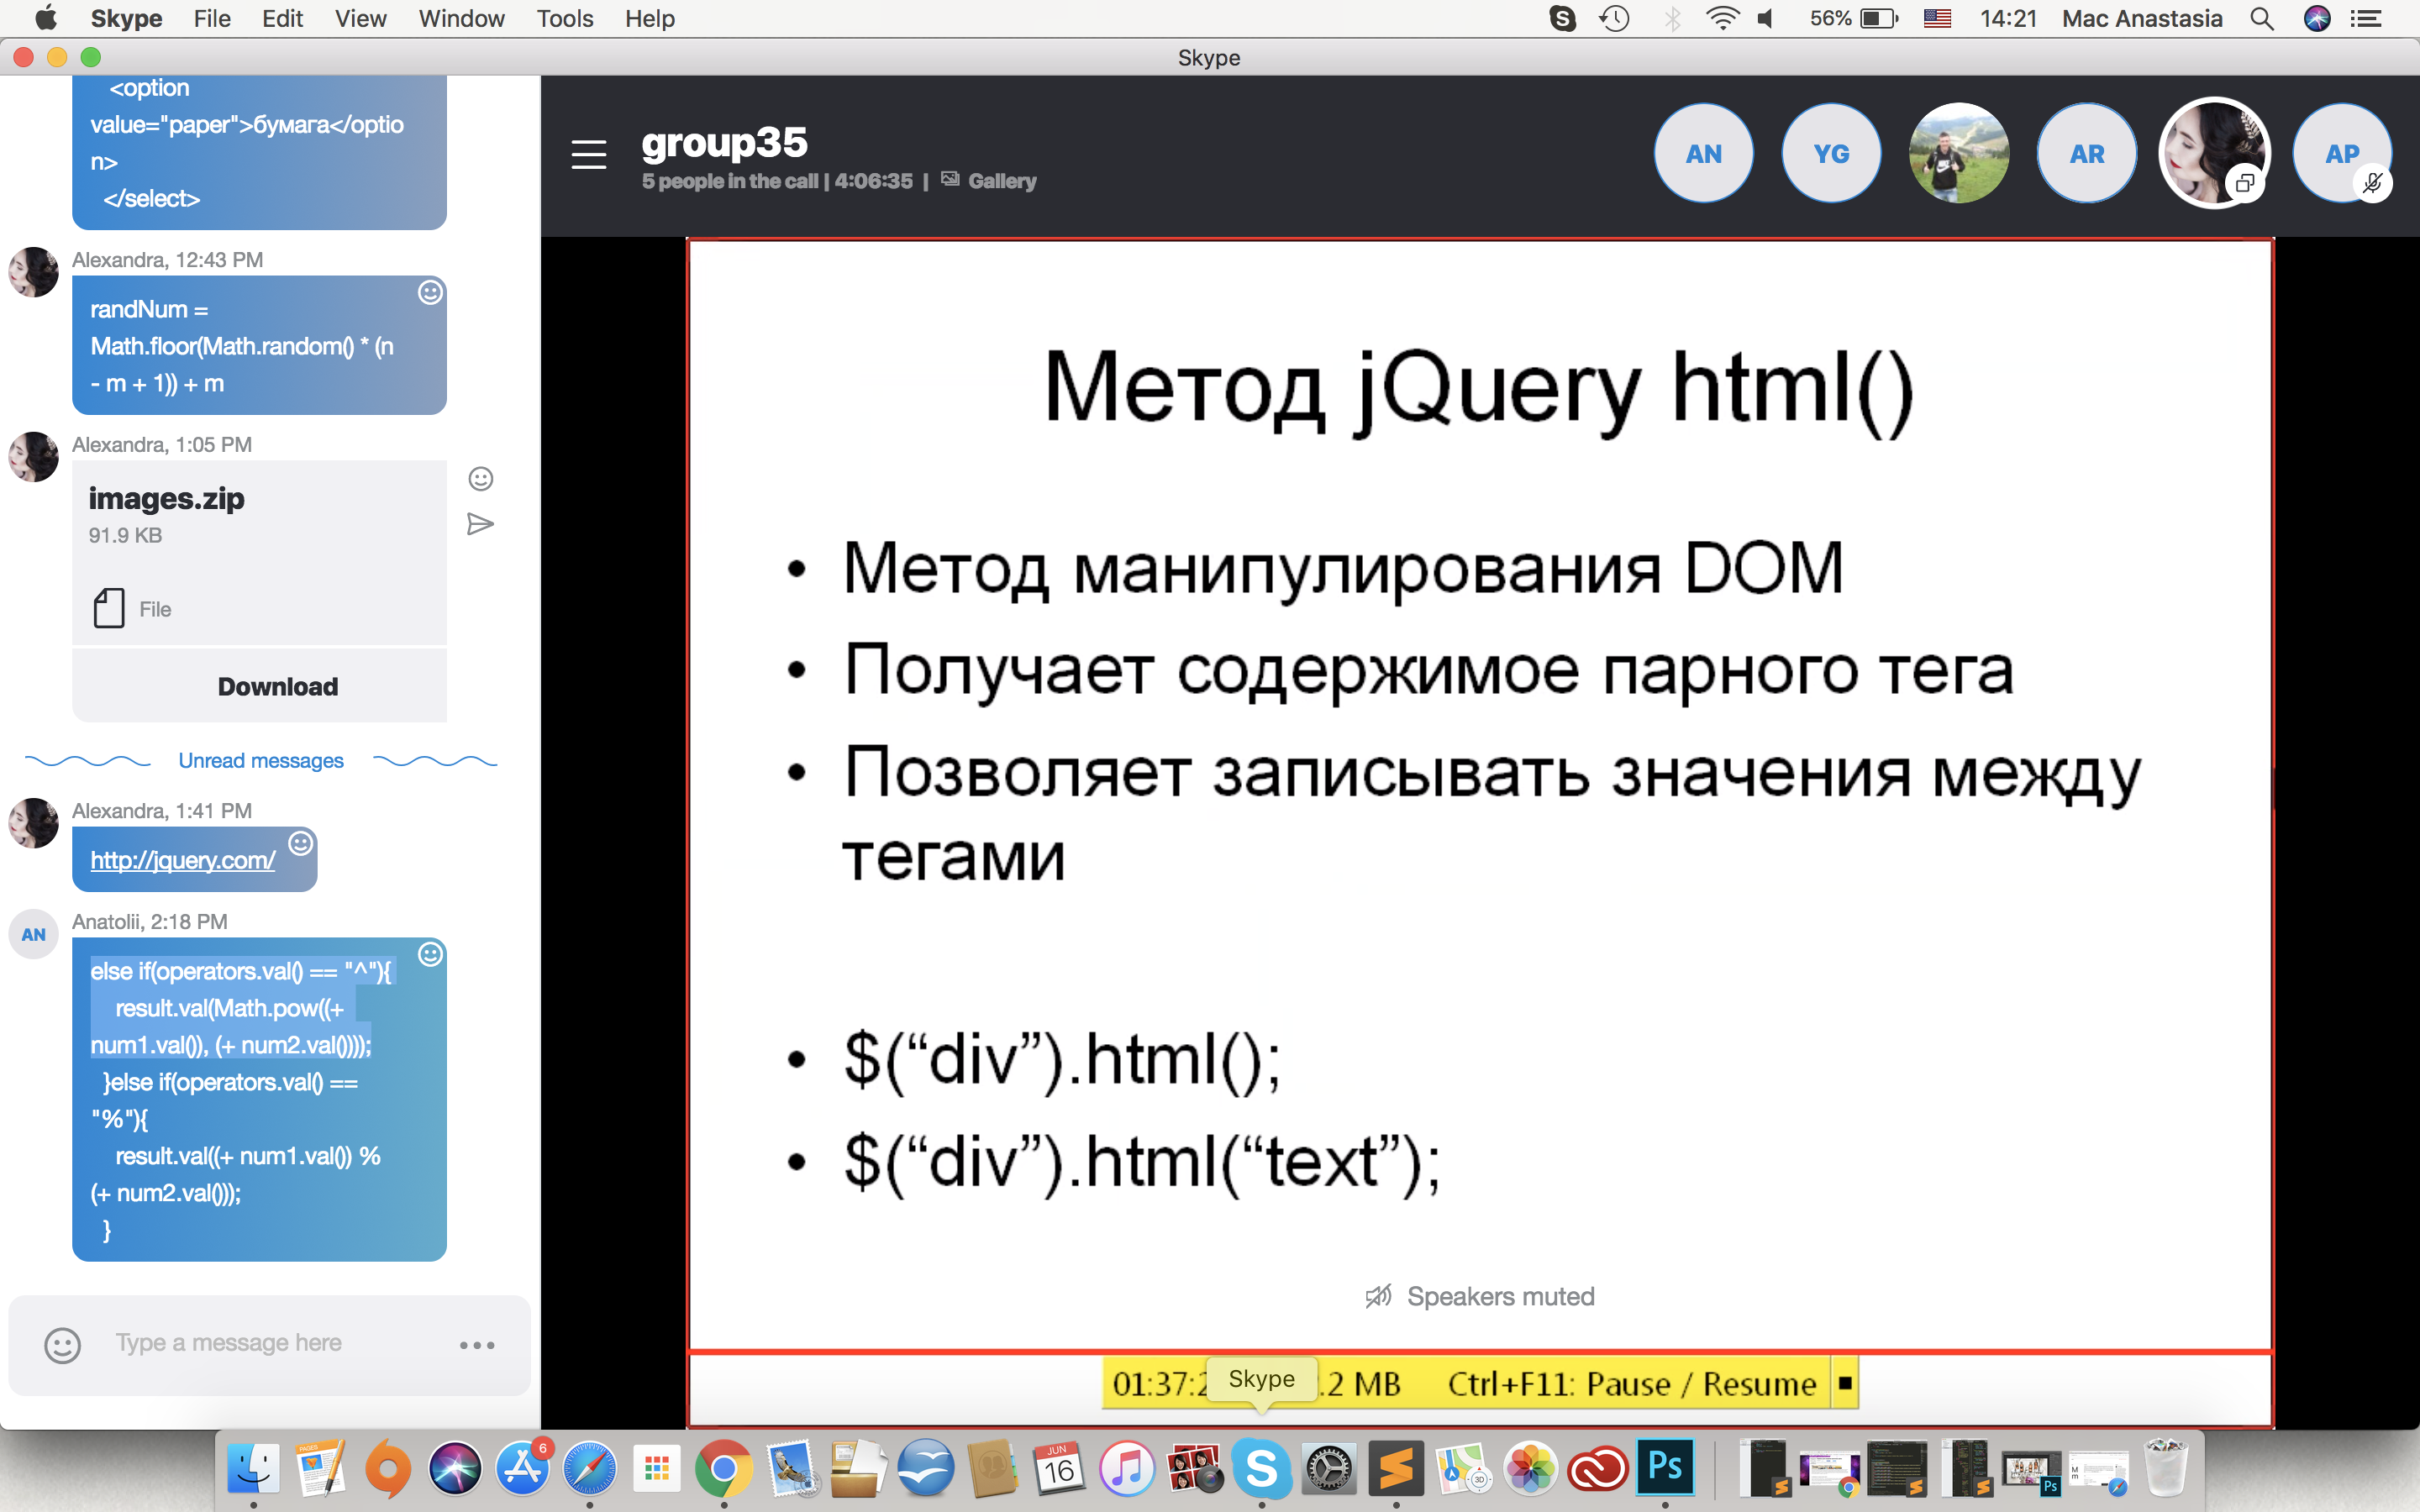 Skype File Edit View Window Tools Help
56% 14:21 Mac Anastasia
Skype
<option
value="paper">бумага</optio
n>
</select>
Alexandra, 12:43 PM
randNum =
Math.floor(Math.random() * (n
- m + 1)) + m
Alexandra, 1:05 PM
images.zip
91.9 KB
File
Download
Unread messages
Alexandra, 1:41 PM
http://jquery.com/
AN
Anatolii, 2:18 PM
else if(operators.val() == "^"){
result.val(Math.pow((+
num1.val()), (+ num2.val())));
}else if(operators.val() ==
"%"){
result.val((+ num1.val()) %
(+ num2.val()));
}
Type a message here
group35
5 people in the call | 4:06:35 | Gallery
AN YG AR AP
Метод jQuery html()
• Метод манипулирования DOM
• Получает содержимое парного тега
• Позволяет записывать значения между
тегами
• $(“div”).html();
• $(“div”).html(“text”);
Speakers muted
01:37: .2 MB Ctrl+F11: Pause / Resume
Skype
PAGES
6
JUN
16
3D
Ps
Ps